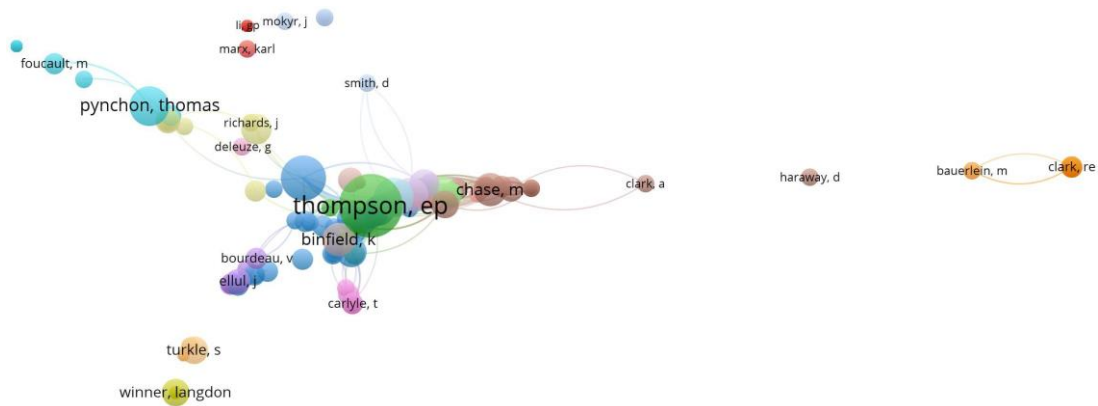 li, gp
mokyr, j
marx, karl
foucault, m
smith, d
pynchon, thomas
richards, j
deleuze, g
chase, m
clark, a
haraway, d
bauerlein, m
clark, re
thompson, ep
binfield, k
bourdeau, v
ellul, j
carlyle, t
turkle, s
winner, langdon